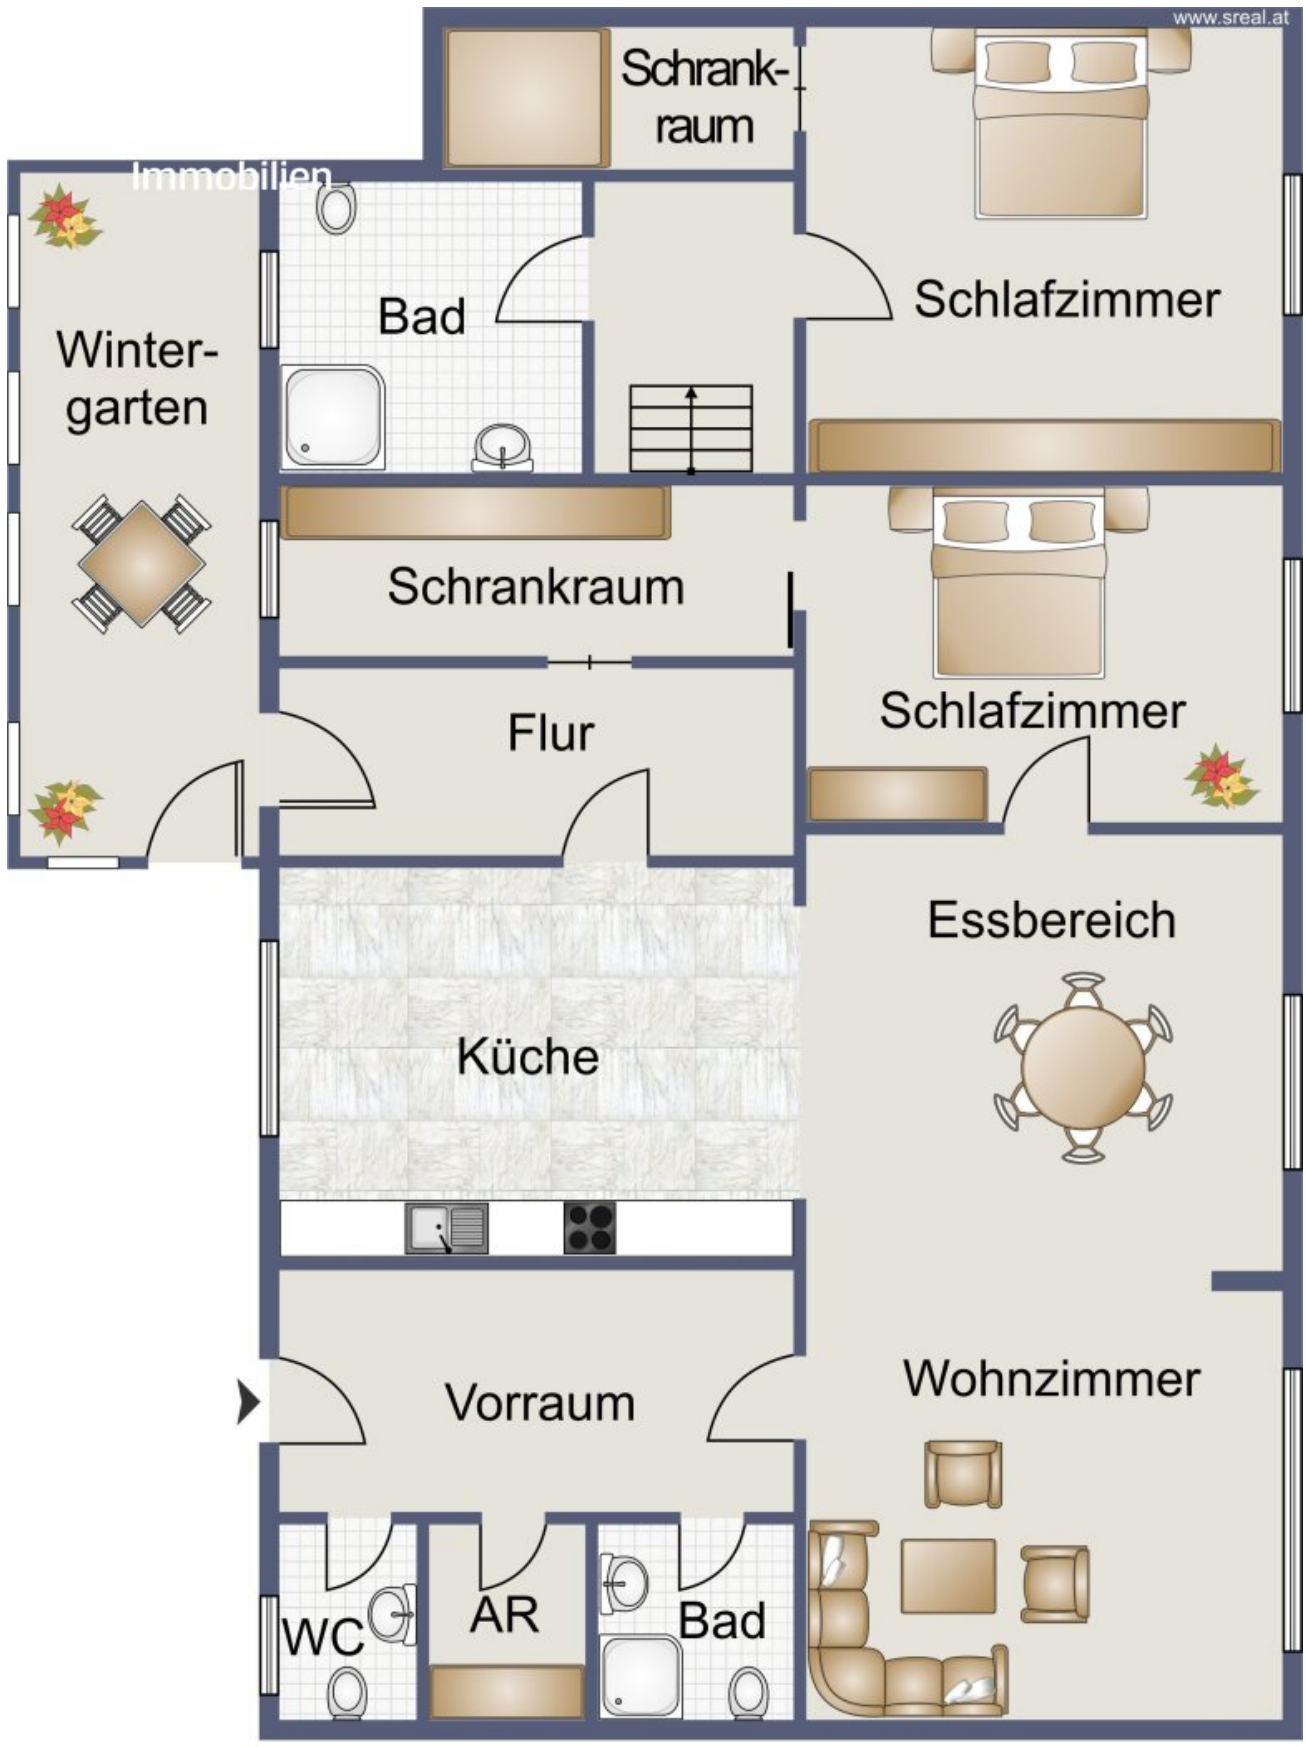 www.sreal.at
Schrank-
raum
Immobilien
Schlafzimmer
Bad
Winter-
garten
Schrankraum
Schlafzimmer
Flur
Essbereich
Küche
Wohnzimmer
Vorraum
WC
AR
Bad